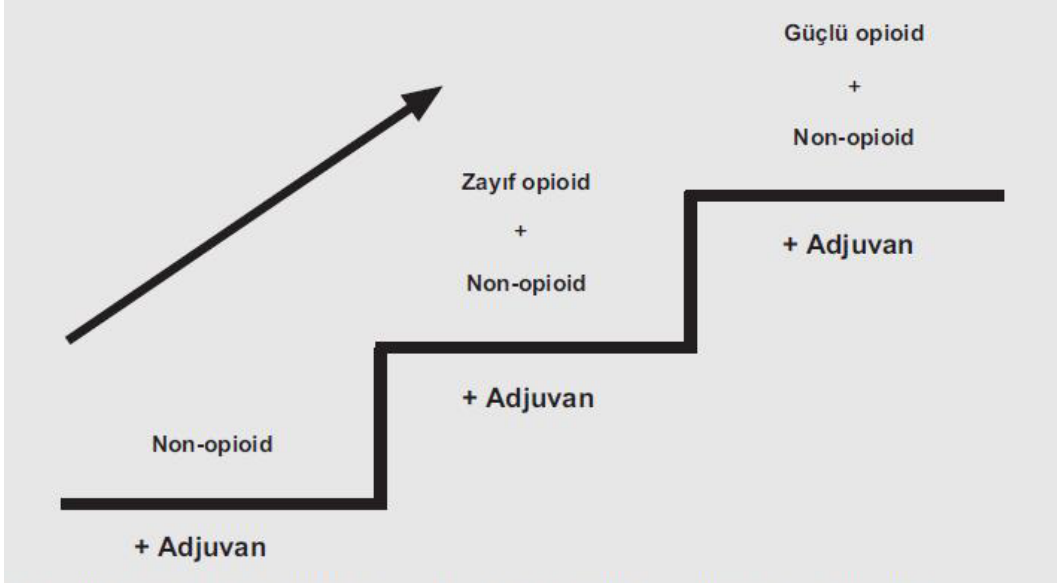 Güçlü opioid
+
Non-opioid
+ Adjuvan
Zayıf opioid
+
Non-opioid
+ Adjuvan
Non-opioid
+ Adjuvan